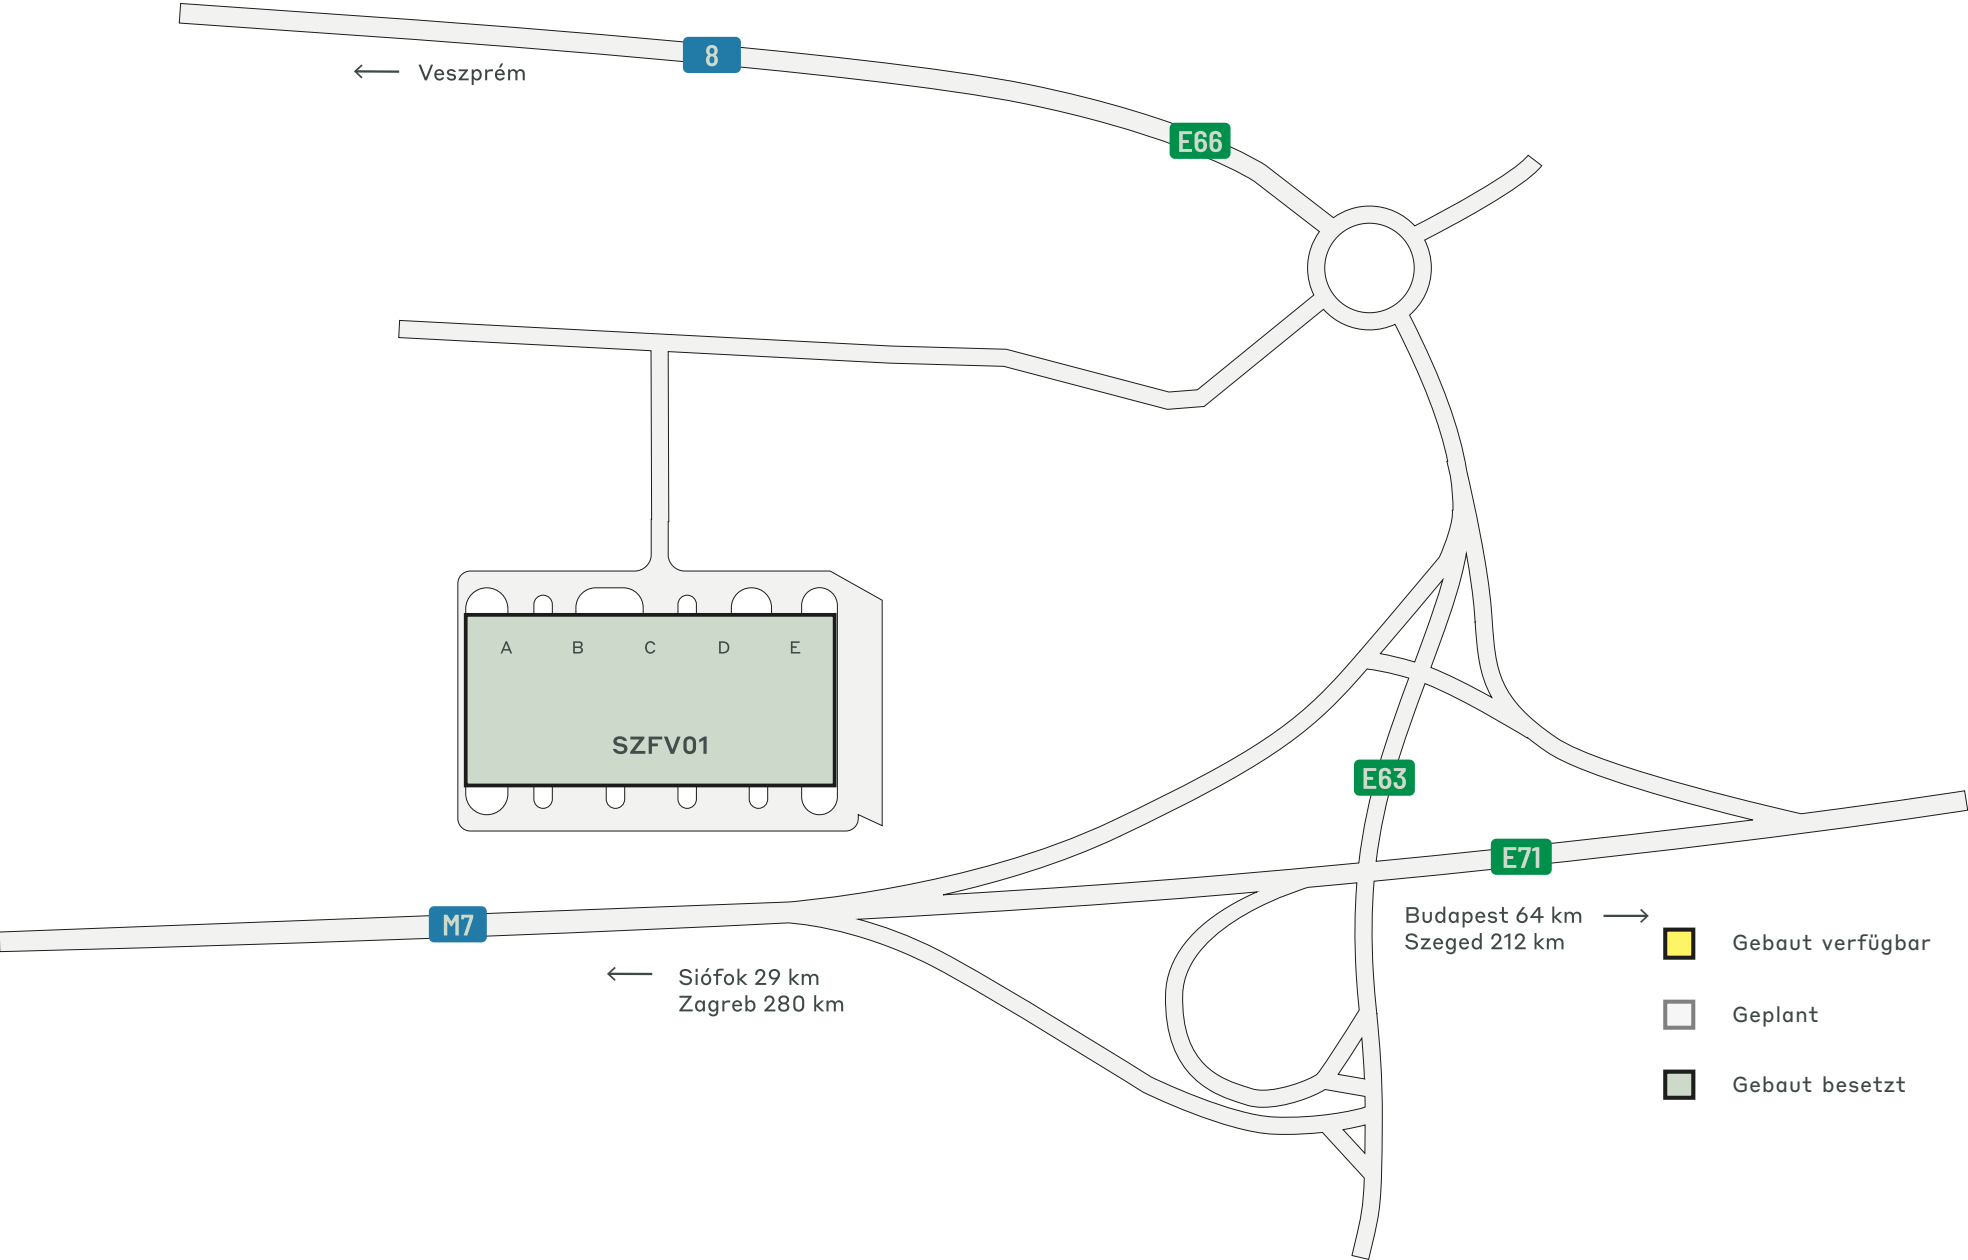 8
Veszprém
E66
A B C D E
SZFV01
E63
E71
M7
Budapest 64 km
Szeged 212 km
Siófok 29 km
Zagreb 280 km
Gebaut verfügbar
Geplant
Gebaut besetzt